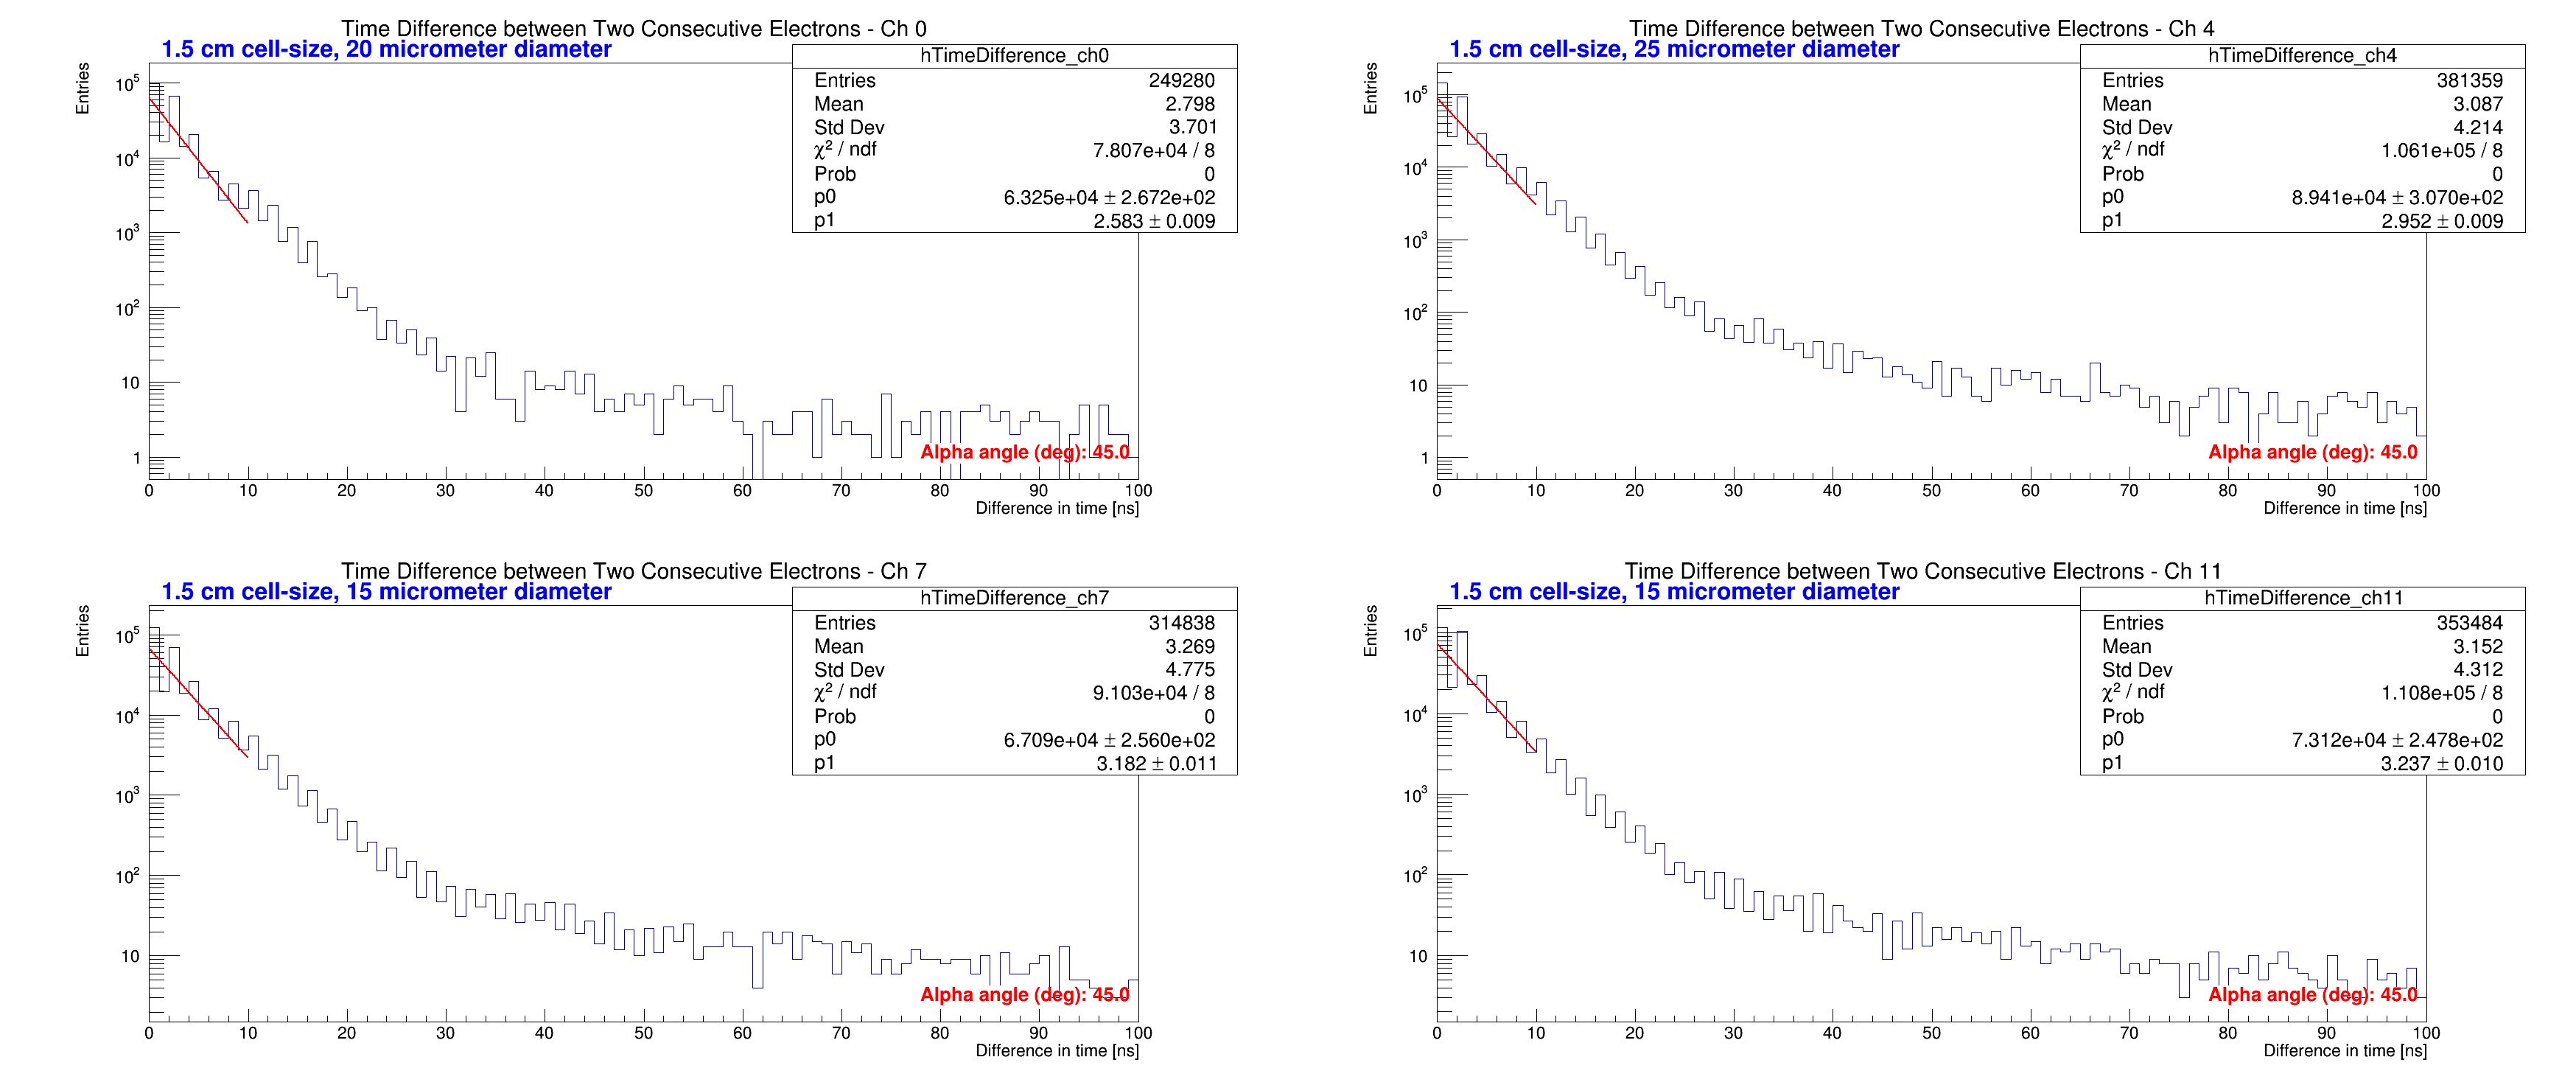 Time Difference between Two Consecutive Electrons - Ch 0
1.5 cm cell-size, 20 micrometer diameter
hTimeDifference_ch0
Entries 249280
Mean 2.798
Std Dev 3.701
χ² / ndf 7.807e+04 / 8
Prob 0
p0 6.325e+04 ± 2.672e+02
p1 2.583 ± 0.009
Entries
10⁵
10⁴
10³
10²
10
1
Alpha angle (deg): 45.0
0 10 20 30 40 50 60 70 80 90 100
Difference in time [ns]
Time Difference between Two Consecutive Electrons - Ch 4
1.5 cm cell-size, 25 micrometer diameter
hTimeDifference_ch4
Entries 381359
Mean 3.087
Std Dev 4.214
χ² / ndf 1.061e+05 / 8
Prob 0
p0 8.941e+04 ± 3.070e+02
p1 2.952 ± 0.009
Entries
10⁵
10⁴
10³
10²
10
1
Alpha angle (deg): 45.0
0 10 20 30 40 50 60 70 80 90 100
Difference in time [ns]
Time Difference between Two Consecutive Electrons - Ch 7
1.5 cm cell-size, 15 micrometer diameter
hTimeDifference_ch7
Entries 314838
Mean 3.269
Std Dev 4.775
χ² / ndf 9.103e+04 / 8
Prob 0
p0 6.709e+04 ± 2.560e+02
p1 3.182 ± 0.011
Entries
10⁵
10⁴
10³
10²
10
Alpha angle (deg): 45.0
0 10 20 30 40 50 60 70 80 90 100
Difference in time [ns]
Time Difference between Two Consecutive Electrons - Ch 11
1.5 cm cell-size, 15 micrometer diameter
hTimeDifference_ch11
Entries 353484
Mean 3.152
Std Dev 4.312
χ² / ndf 1.108e+05 / 8
Prob 0
p0 7.312e+04 ± 2.478e+02
p1 3.237 ± 0.010
Entries
10⁵
10⁴
10³
10²
10
Alpha angle (deg): 45.0
0 10 20 30 40 50 60 70 80 90 100
Difference in time [ns]